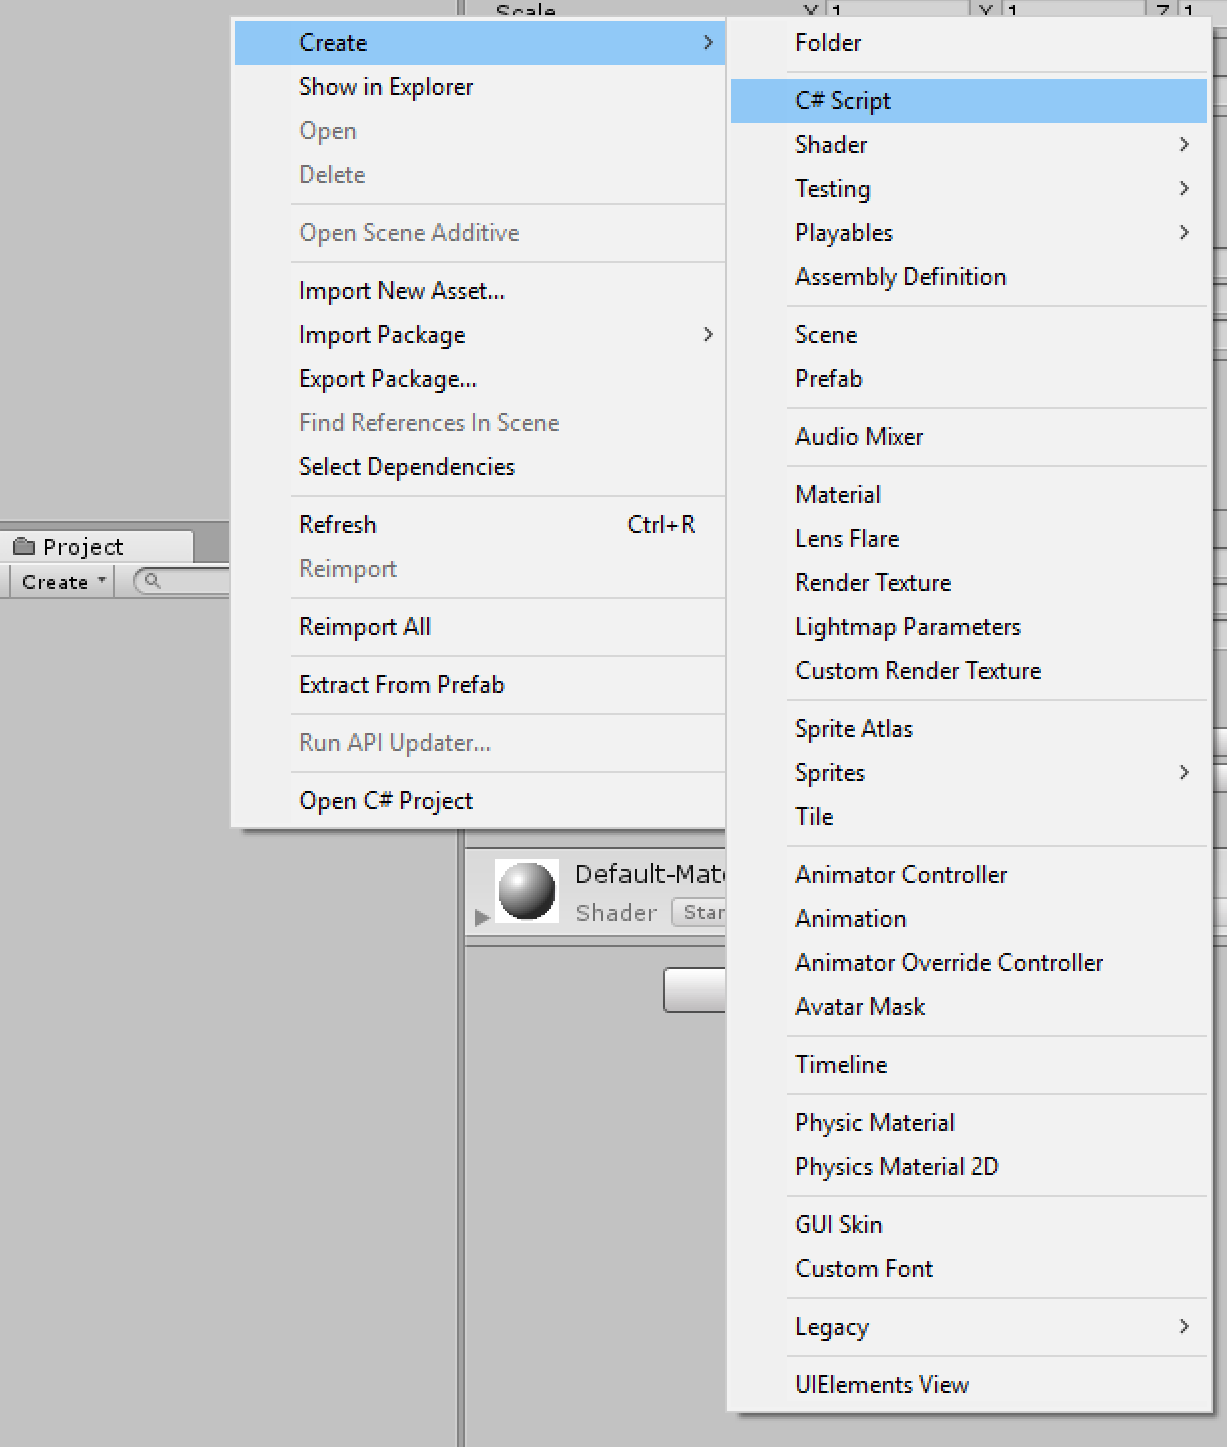 Scale X 1 Y 1 Z 1
Create
Show in Explorer
Open
Delete
Open Scene Additive
Import New Asset...
Import Package
Export Package...
Find References In Scene
Select Dependencies
Refresh Ctrl+R
Reimport
Reimport All
Extract From Prefab
Run API Updater...
Open C# Project
Folder
C# Script
Shader
Testing
Playables
Assembly Definition
Scene
Prefab
Audio Mixer
Material
Lens Flare
Render Texture
Lightmap Parameters
Custom Render Texture
Sprite Atlas
Sprites
Tile
Animator Controller
Animation
Animator Override Controller
Avatar Mask
Timeline
Physic Material
Physics Material 2D
GUI Skin
Custom Font
Legacy
UIElements View
Project
Create
Default-Mat
Shader Star